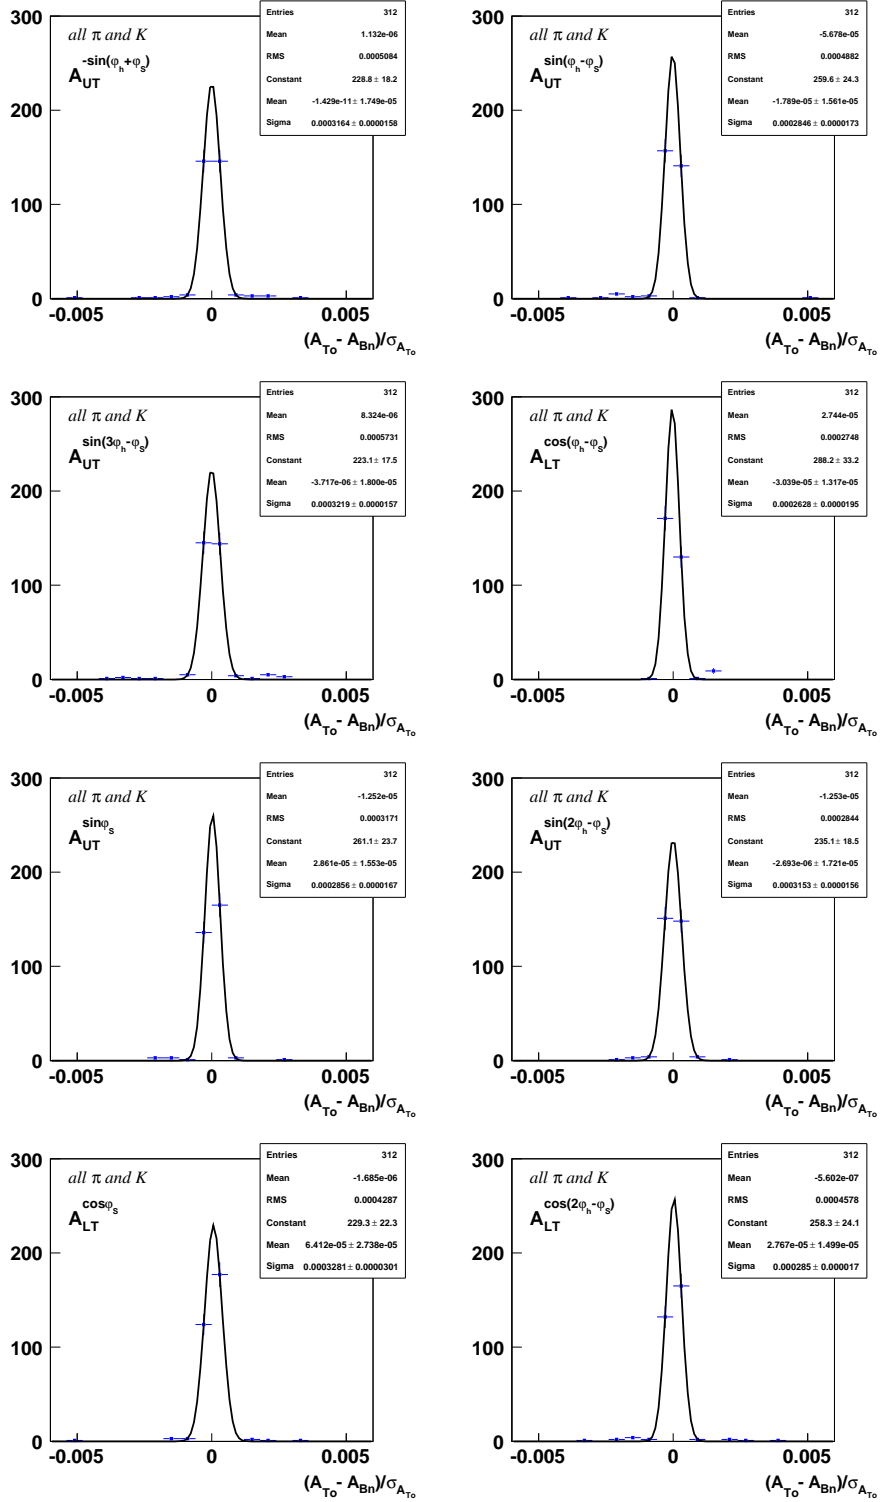 300
200
100
0
-0.005 0 0.005
all π and K
A_UT^-sin(φ_h+φ_S)
Entries 312
Mean 1.132e-06
RMS 0.0005084
Constant 228.8 ± 18.2
Mean -1.429e-11 ± 1.749e-05
Sigma 0.0003164 ± 0.0000158
(A_To - A_Bn)/σ_A_To
300
200
100
0
-0.005 0 0.005
all π and K
A_UT^sin(φ_h-φ_S)
Entries 312
Mean -5.678e-05
RMS 0.0004882
Constant 259.6 ± 24.3
Mean -1.789e-05 ± 1.561e-05
Sigma 0.0002846 ± 0.0000173
(A_To - A_Bn)/σ_A_To
300
200
100
0
-0.005 0 0.005
all π and K
A_UT^sin(3φ_h-φ_S)
Entries 312
Mean 8.324e-06
RMS 0.0005731
Constant 223.1 ± 17.5
Mean -3.717e-06 ± 1.800e-05
Sigma 0.0003219 ± 0.0000157
(A_To - A_Bn)/σ_A_To
300
200
100
0
-0.005 0 0.005
all π and K
A_LT^cos(φ_h-φ_S)
Entries 312
Mean 2.744e-05
RMS 0.0002748
Constant 288.2 ± 33.2
Mean -3.039e-05 ± 1.317e-05
Sigma 0.0002628 ± 0.0000195
(A_To - A_Bn)/σ_A_To
300
200
100
0
-0.005 0 0.005
all π and K
A_UT^sinφ_S
Entries 312
Mean -1.252e-05
RMS 0.0003171
Constant 261.1 ± 23.7
Mean 2.861e-05 ± 1.553e-05
Sigma 0.0002856 ± 0.0000167
(A_To - A_Bn)/σ_A_To
300
200
100
0
-0.005 0 0.005
all π and K
A_UT^sin(2φ_h-φ_S)
Entries 312
Mean -1.253e-05
RMS 0.0002844
Constant 235.1 ± 18.5
Mean -2.693e-06 ± 1.721e-05
Sigma 0.0003153 ± 0.0000156
(A_To - A_Bn)/σ_A_To
300
200
100
0
-0.005 0 0.005
all π and K
A_LT^cosφ_S
Entries 312
Mean -1.685e-06
RMS 0.0004287
Constant 229.3 ± 22.3
Mean 6.412e-05 ± 2.738e-05
Sigma 0.0003281 ± 0.0000301
(A_To - A_Bn)/σ_A_To
300
200
100
0
-0.005 0 0.005
all π and K
A_LT^cos(2φ_h-φ_S)
Entries 312
Mean -5.602e-07
RMS 0.0004578
Constant 258.3 ± 24.1
Mean 2.767e-05 ± 1.499e-05
Sigma 0.000285 ± 0.000017
(A_To - A_Bn)/σ_A_To